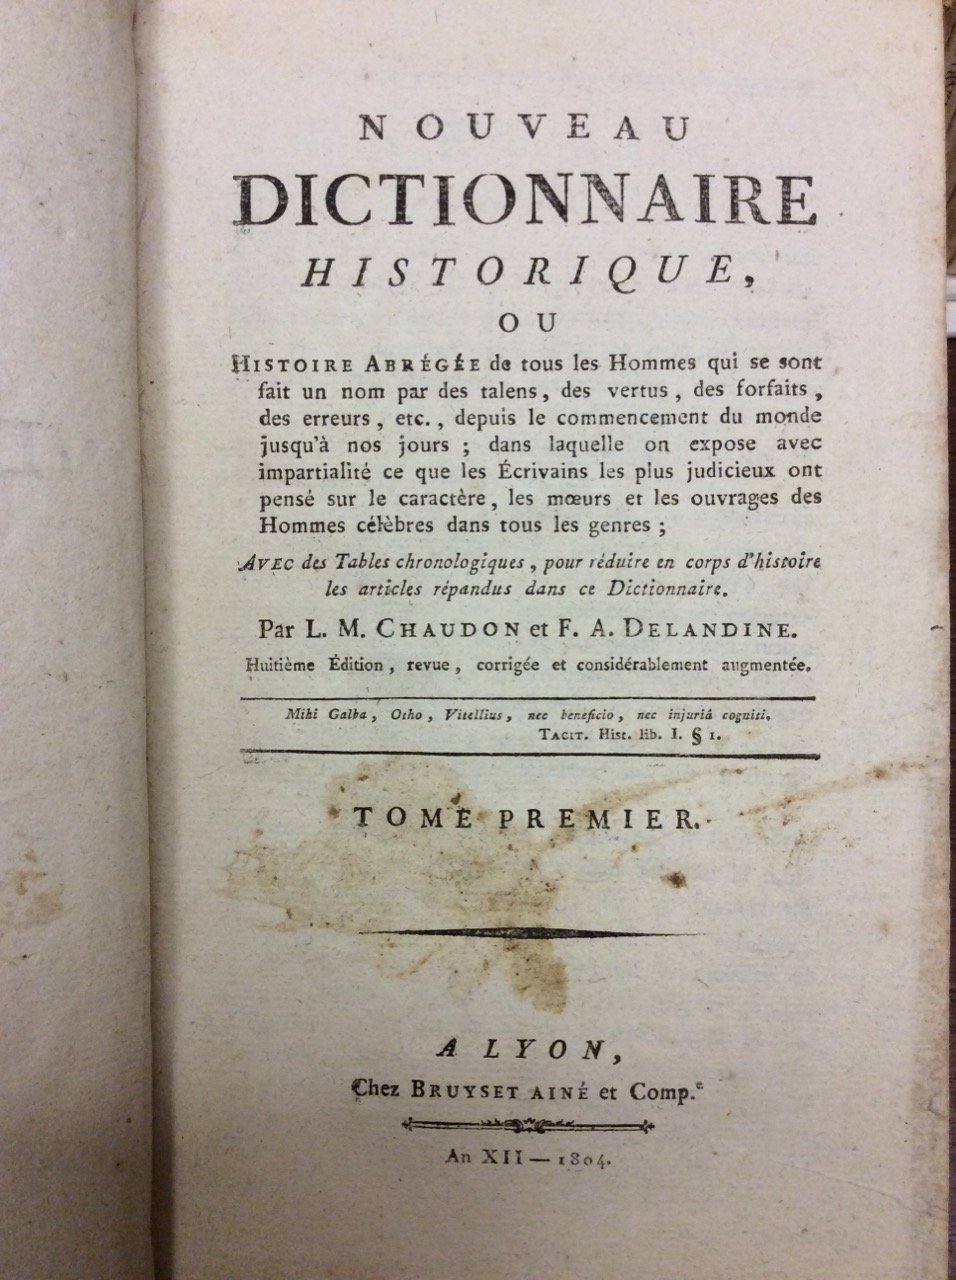 NOUVEAU
DICTIONNAIRE
HISTORIQUE,
OU
HISTOIRE ABRÉGÉE de tous les Hommes qui se sont
fait un nom par des talens, des vertus, des forfaits,
des erreurs, etc., depuis le commencement du monde
jusqu'à nos jours ; dans laquelle on expose avec
impartialité ce que les Écrivains les plus judicieux ont
pensé sur le caractère, les mœurs et les ouvrages des
Hommes célèbres dans tous les genres ;
AVEC des Tables chronologiques, pour réduire en corps d'histoire
les articles répandus dans ce Dictionnaire.
Par L. M. CHAUDON et F. A. DELANDINE.
Huitième Édition, revue, corrigée et considérablement augmentée.
Mihi Galba, Otho, Vitellius, nec beneficio, nec injuriâ cogniti.
TACIT. Hist. lib. I. § 1.
TOME PREMIER.
A LYON,
Chez BRUYSET AINÉ et Comp.e
An XII — 1804.